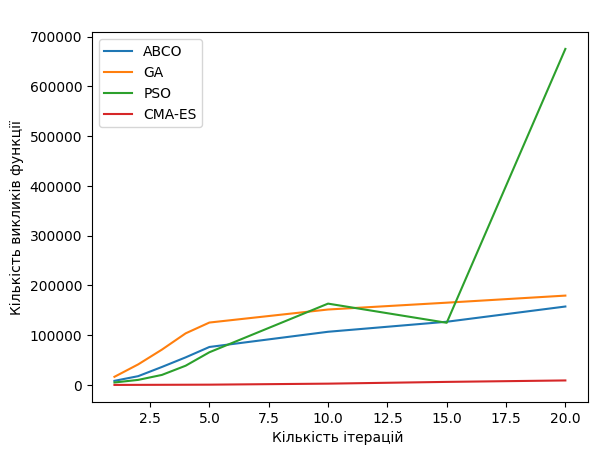 700000
600000
500000
400000
300000
200000
100000
0
ABCO
GA
PSO
CMA-ES
Кількість викликів функції
2.5 5.0 7.5 10.0 12.5 15.0 17.5 20.0
Кількість ітерацій